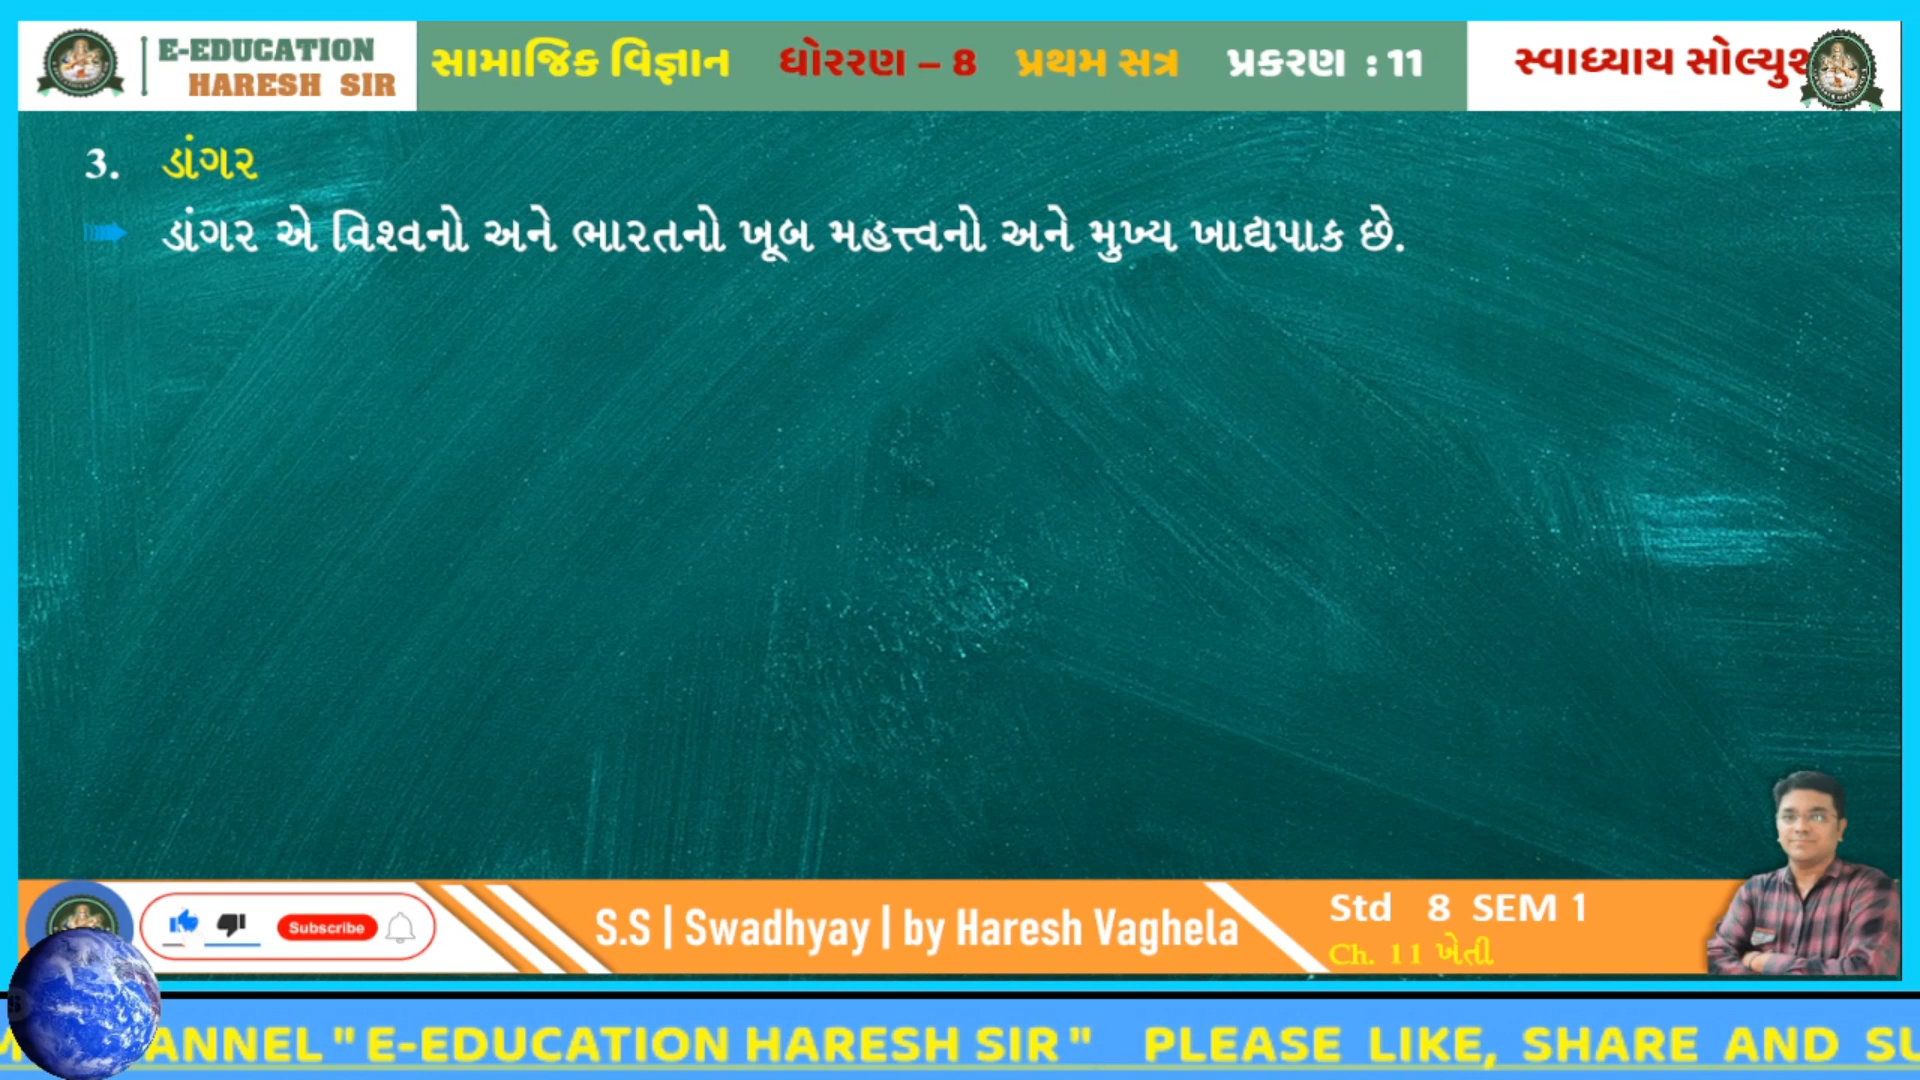 E-EDUCATION
HARESH SIR
સામાજિક વિજ્ઞાન ધોરરણ – 8 પ્રથમ સત્ર પ્રકરણ : 11
સ્વાધ્યાય
3. ડાંગર
ડાંગર એ વિશ્વનો અને ભારતનો ખૂબ મહત્ત્વનો અને મુખ્ય ખાદ્યપાક છે.
Subscribe
S.S | Swadhyay | by Haresh Vaghela
Std 8 SEM 1
Ch. 11 ખેતી
ANNEL " E-EDUCATION HARESH SIR " PLEASE LIKE, SHARE AND SU